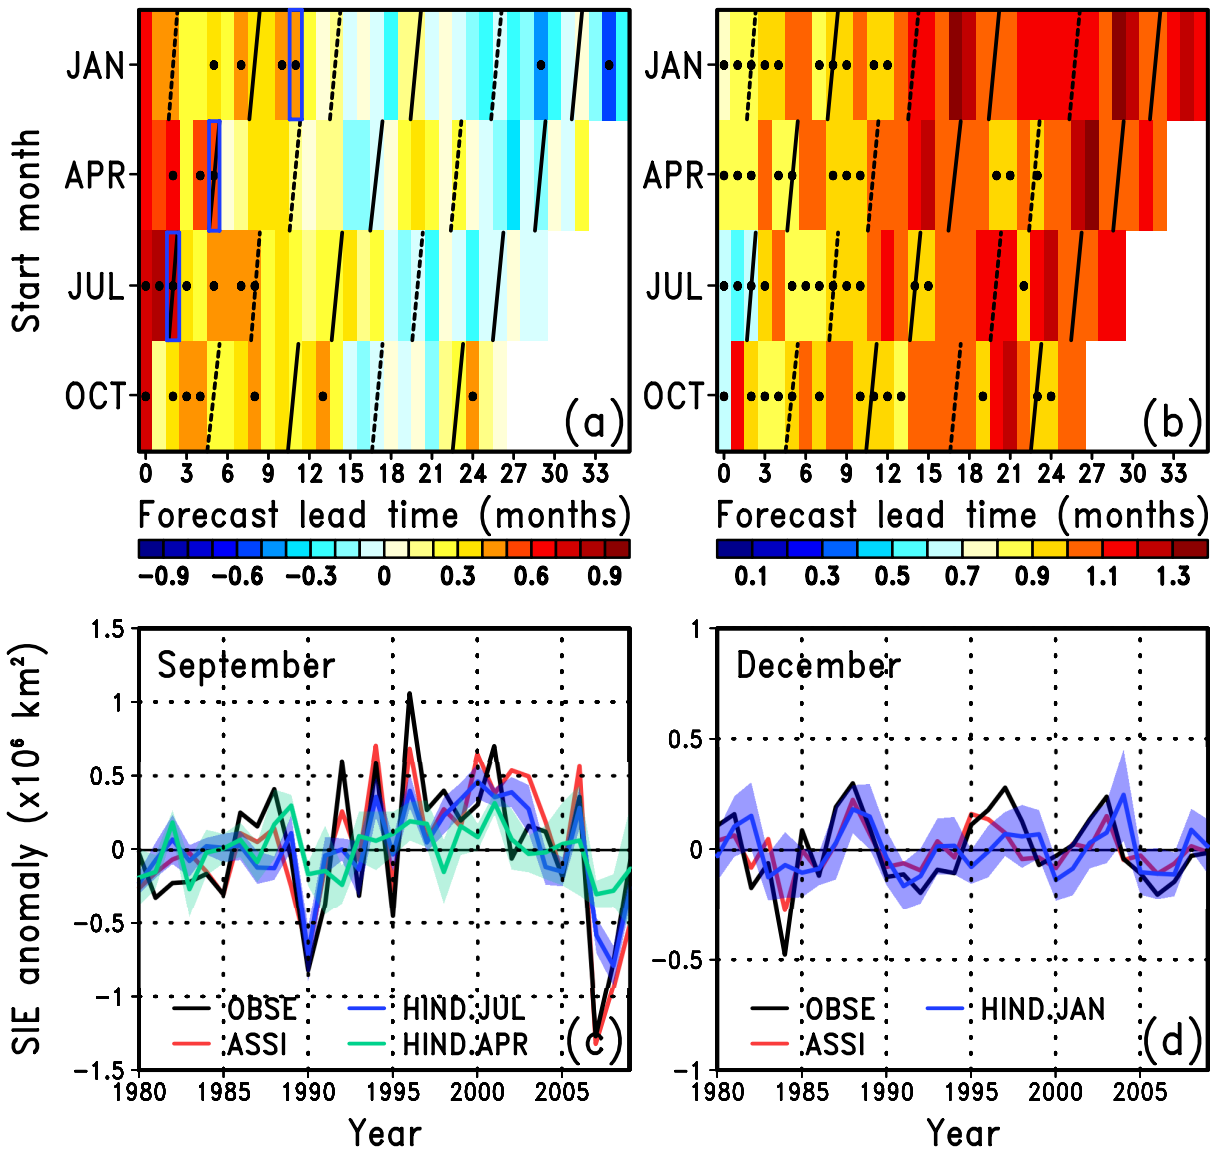 Start month
JAN
APR
JUL
OCT
(a)
0 3 6 9 12 15 18 21 24 27 30 33
Forecast lead time (months)
−0.9 −0.6 −0.3 0 0.3 0.6 0.9
JAN
APR
JUL
OCT
(b)
0 3 6 9 12 15 18 21 24 27 30 33
Forecast lead time (months)
0.1 0.3 0.5 0.7 0.9 1.1 1.3
SIE anomaly (x10⁶ km²)
September
1.5
1
0.5
0
−0.5
−1
−1.5
OBSE HIND.JUL
ASSI HIND.APR
(c)
1980 1985 1990 1995 2000 2005
Year
December
1
0.5
0
−0.5
−1
OBSE HIND.JAN
ASSI
(d)
1980 1985 1990 1995 2000 2005
Year